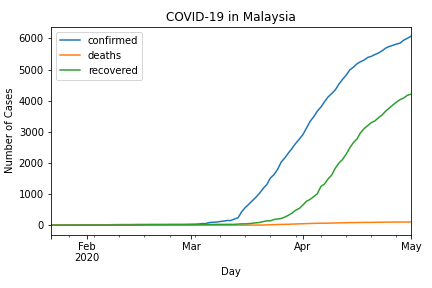 COVID-19 in Malaysia
confirmed
deaths
recovered
Number of Cases
6000
5000
4000
3000
2000
1000
0
Feb Mar Apr May
2020
Day